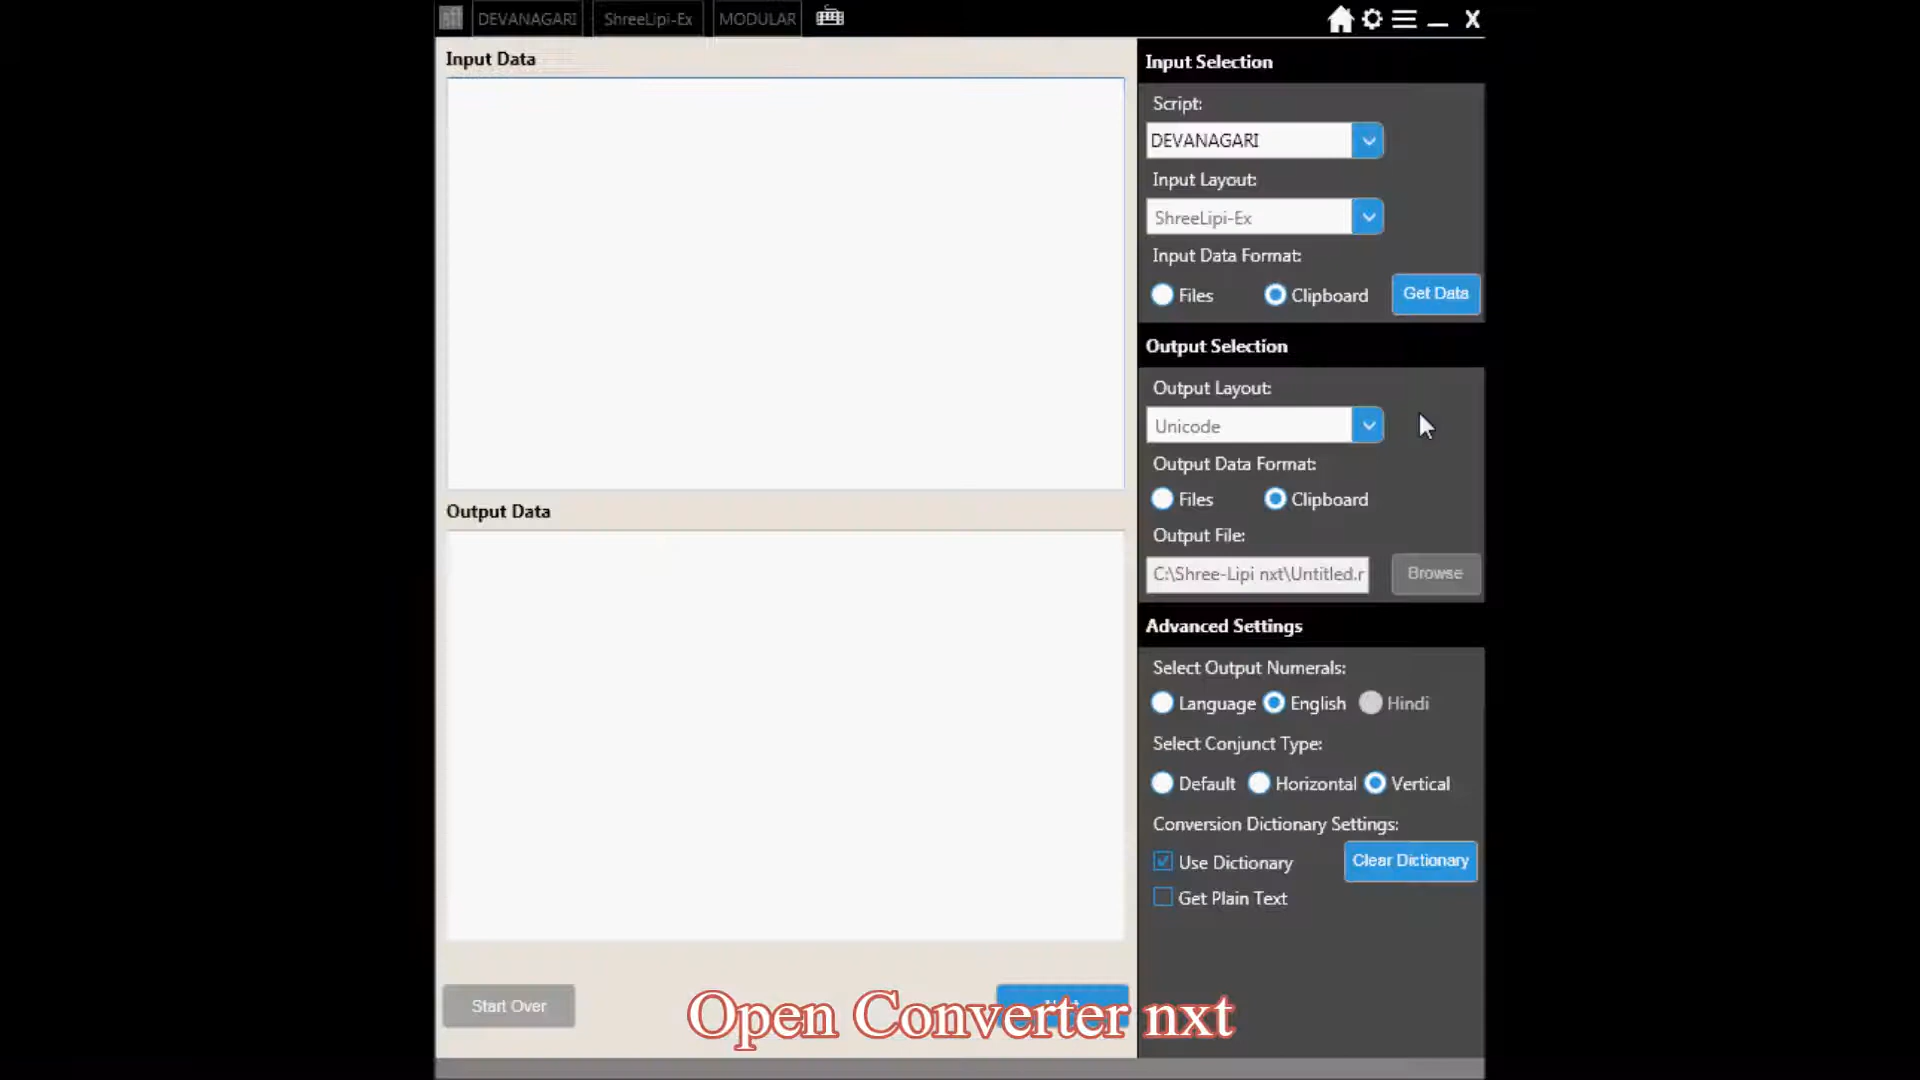 DEVANAGARI
ShreeLipi-Ex
MODULAR
X
Input Data
Input Selection
Script:
DEVANAGARI
Input Layout:
ShreeLipi-Ex
Input Data Format:
Files
Clipboard
Get Data
Output Selection
Output Layout:
Unicode
Output Data Format:
Files
Clipboard
Output Data
Output File:
C:\Shree-Lipi nxt\Untitled.r
Browse
Advanced Settings
Select Output Numerals:
Language
English
Hindi
Select Conjunct Type:
Default
Horizontal
Vertical
Conversion Dictionary Settings:
Use Dictionary
Clear Dictionary
Get Plain Text
Start Over
Open Converter nxt